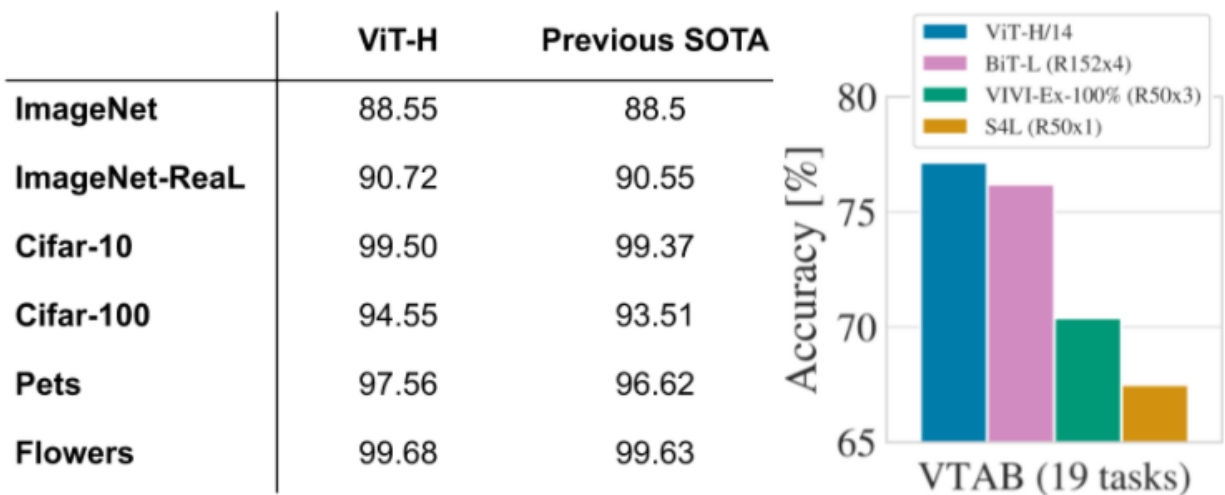 ViT-H Previous SOTA
ImageNet 88.55 88.5
ImageNet-ReaL 90.72 90.55
Cifar-10 99.50 99.37
Cifar-100 94.55 93.51
Pets 97.56 96.62
Flowers 99.68 99.63
ViT-H/14
BiT-L (R152x4)
VIVI-Ex-100% (R50x3)
S4L (R50x1)
Accuracy [%]
80
75
70
65
VTAB (19 tasks)